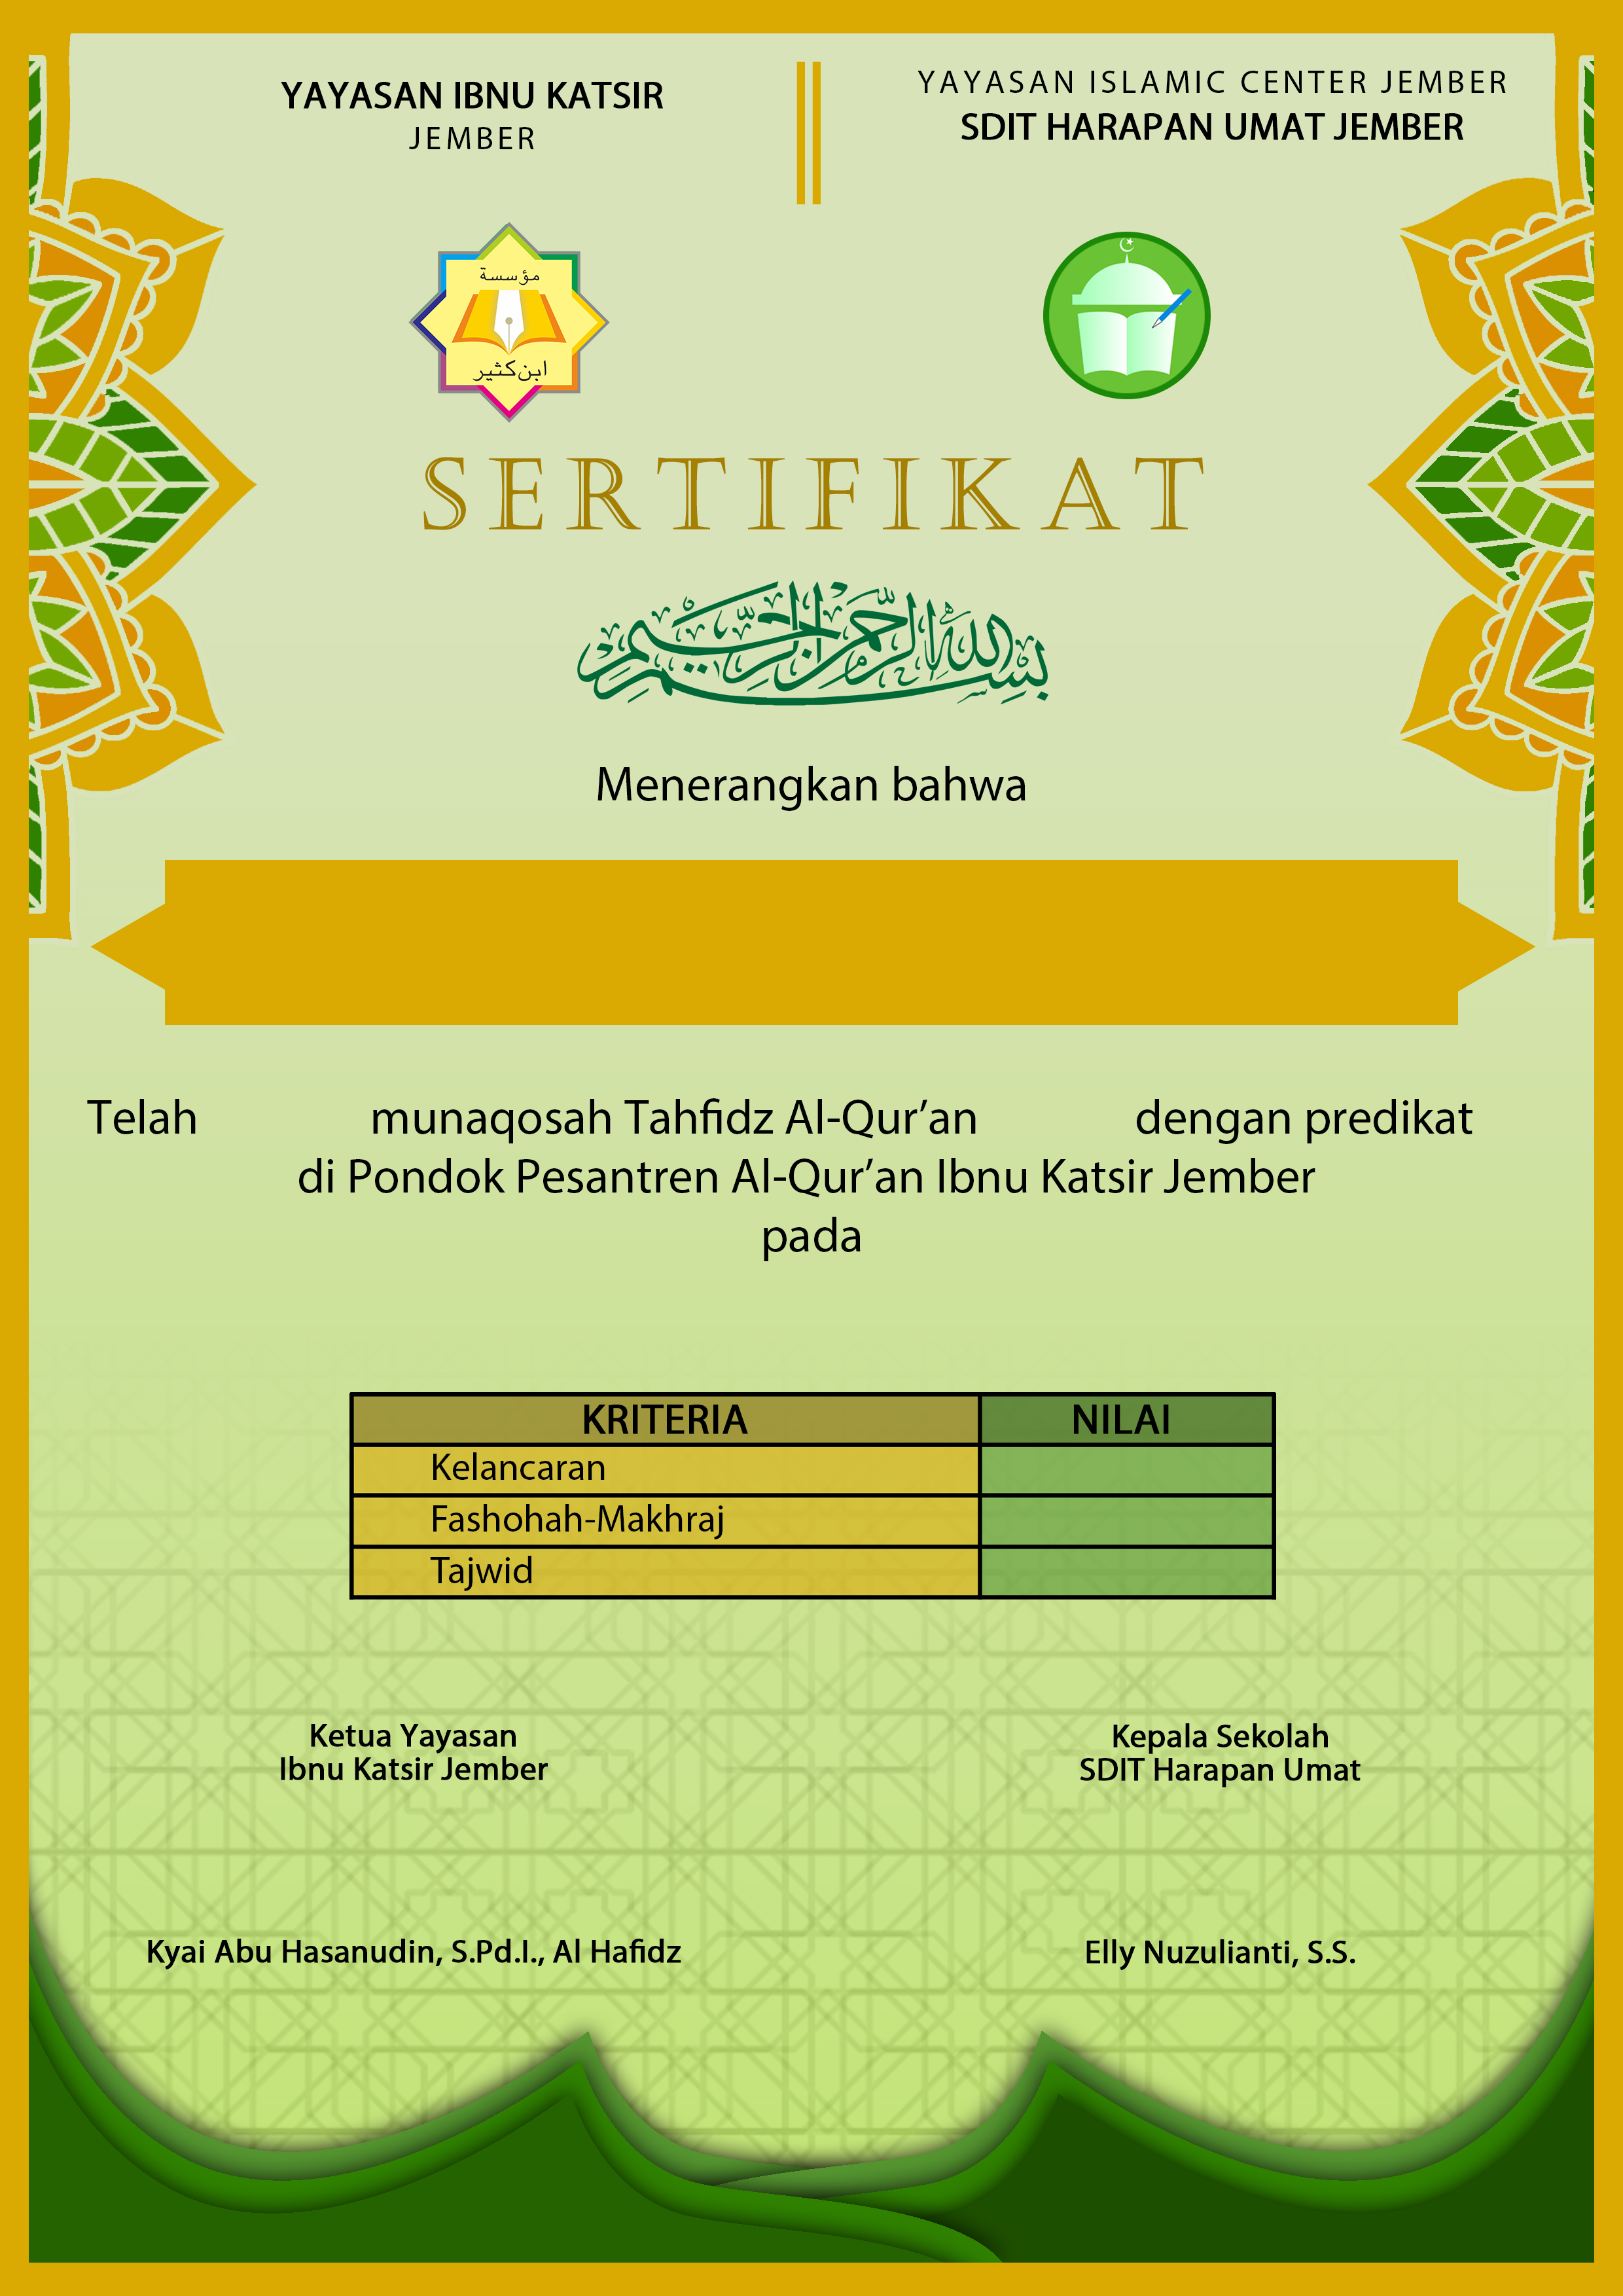 YAYASAN IBNU KATSIR
JEMBER
YAYASAN ISLAMIC CENTER JEMBER
SDIT HARAPAN UMAT JEMBER
مؤسسة
ابن كثير
SERTIFIKAT
بسم الله الرحمن الرحيم
Menerangkan bahwa
Telah munaqosah Tahfidz Al-Qur’an dengan predikat
di Pondok Pesantren Al-Qur’an Ibnu Katsir Jember
pada
KRITERIA NILAI
Kelancaran
Fashohah-Makhraj
Tajwid
Ketua Yayasan
Ibnu Katsir Jember
Kepala Sekolah
SDIT Harapan Umat
Kyai Abu Hasanudin, S.Pd.I., Al Hafidz
Elly Nuzulianti, S.S.